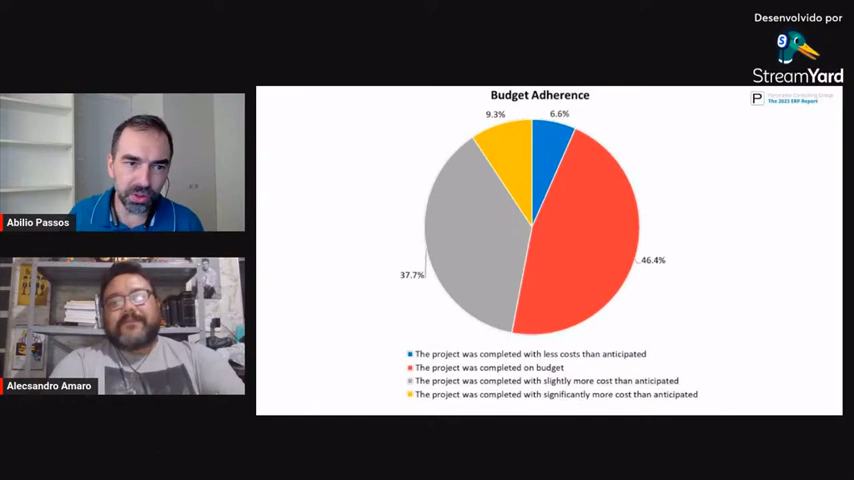 Desenvolvido por
StreamYard
Budget Adherence
P
Panorama Consulting Group
The 2023 ERP Report
9.3%
6.6%
46.4%
37.7%
The project was completed with less costs than anticipated
The project was completed on budget
The project was completed with slightly more cost than anticipated
The project was completed with significantly more cost than anticipated
Abilio Passos
Alecsandro Amaro